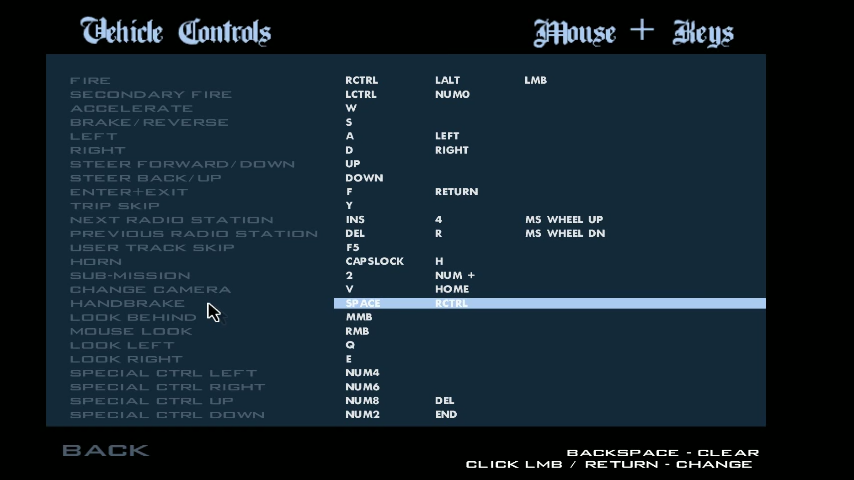 Vehicle Controls Mouse + Keys
FIRE RCTRL LALT LMB
SECONDARY FIRE LCTRL NUM0
ACCELERATE W
BRAKE/REVERSE S
LEFT A LEFT
RIGHT D RIGHT
STEER FORWARD/DOWN UP
STEER BACK/UP DOWN
ENTER+EXIT F RETURN
TRIP SKIP Y
NEXT RADIO STATION INS 4 MS WHEEL UP
PREVIOUS RADIO STATION DEL R MS WHEEL DN
USER TRACK SKIP F5
HORN CAPSLOCK H
SUB-MISSION 2 NUM +
CHANGE CAMERA V HOME
HANDBRAKE SPACE RCTRL
LOOK BEHIND MMB
MOUSE LOOK RMB
LOOK LEFT Q
LOOK RIGHT E
SPECIAL CTRL LEFT NUM4
SPECIAL CTRL RIGHT NUM6
SPECIAL CTRL UP NUM8 DEL
SPECIAL CTRL DOWN NUM2 END
BACK
BACKSPACE - CLEAR
CLICK LMB / RETURN - CHANGE